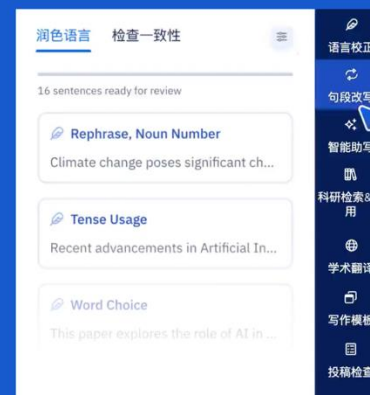 润色语言 检查一致性
16 sentences ready for review
Rephrase, Noun Number
Climate change poses significant ch...
Tense Usage
Recent advancements in Artificial In...
Word Choice
This paper explores the role of AI in ...
语言校正
句段改写
智能助写
科研检索&
用
学术翻译
写作模板
投稿检查